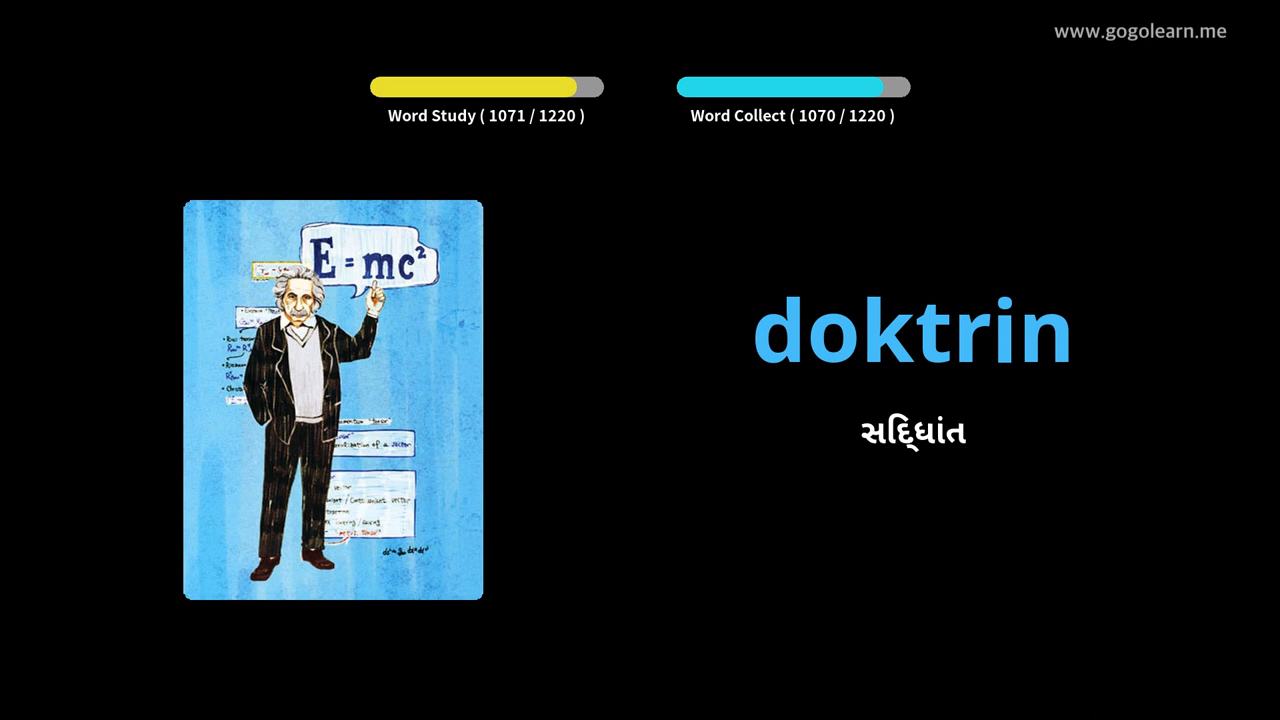 www.gogolearn.me
Word Study ( 1071 / 1220 )
Word Collect ( 1070 / 1220 )
E = mc²
doktrin
સદ્ધિાંત